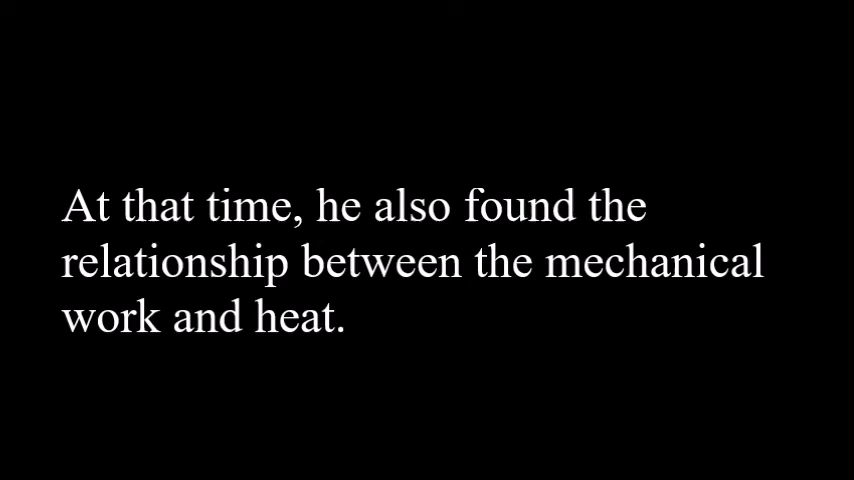 At that time, he also found the
relationship between the mechanical
work and heat.